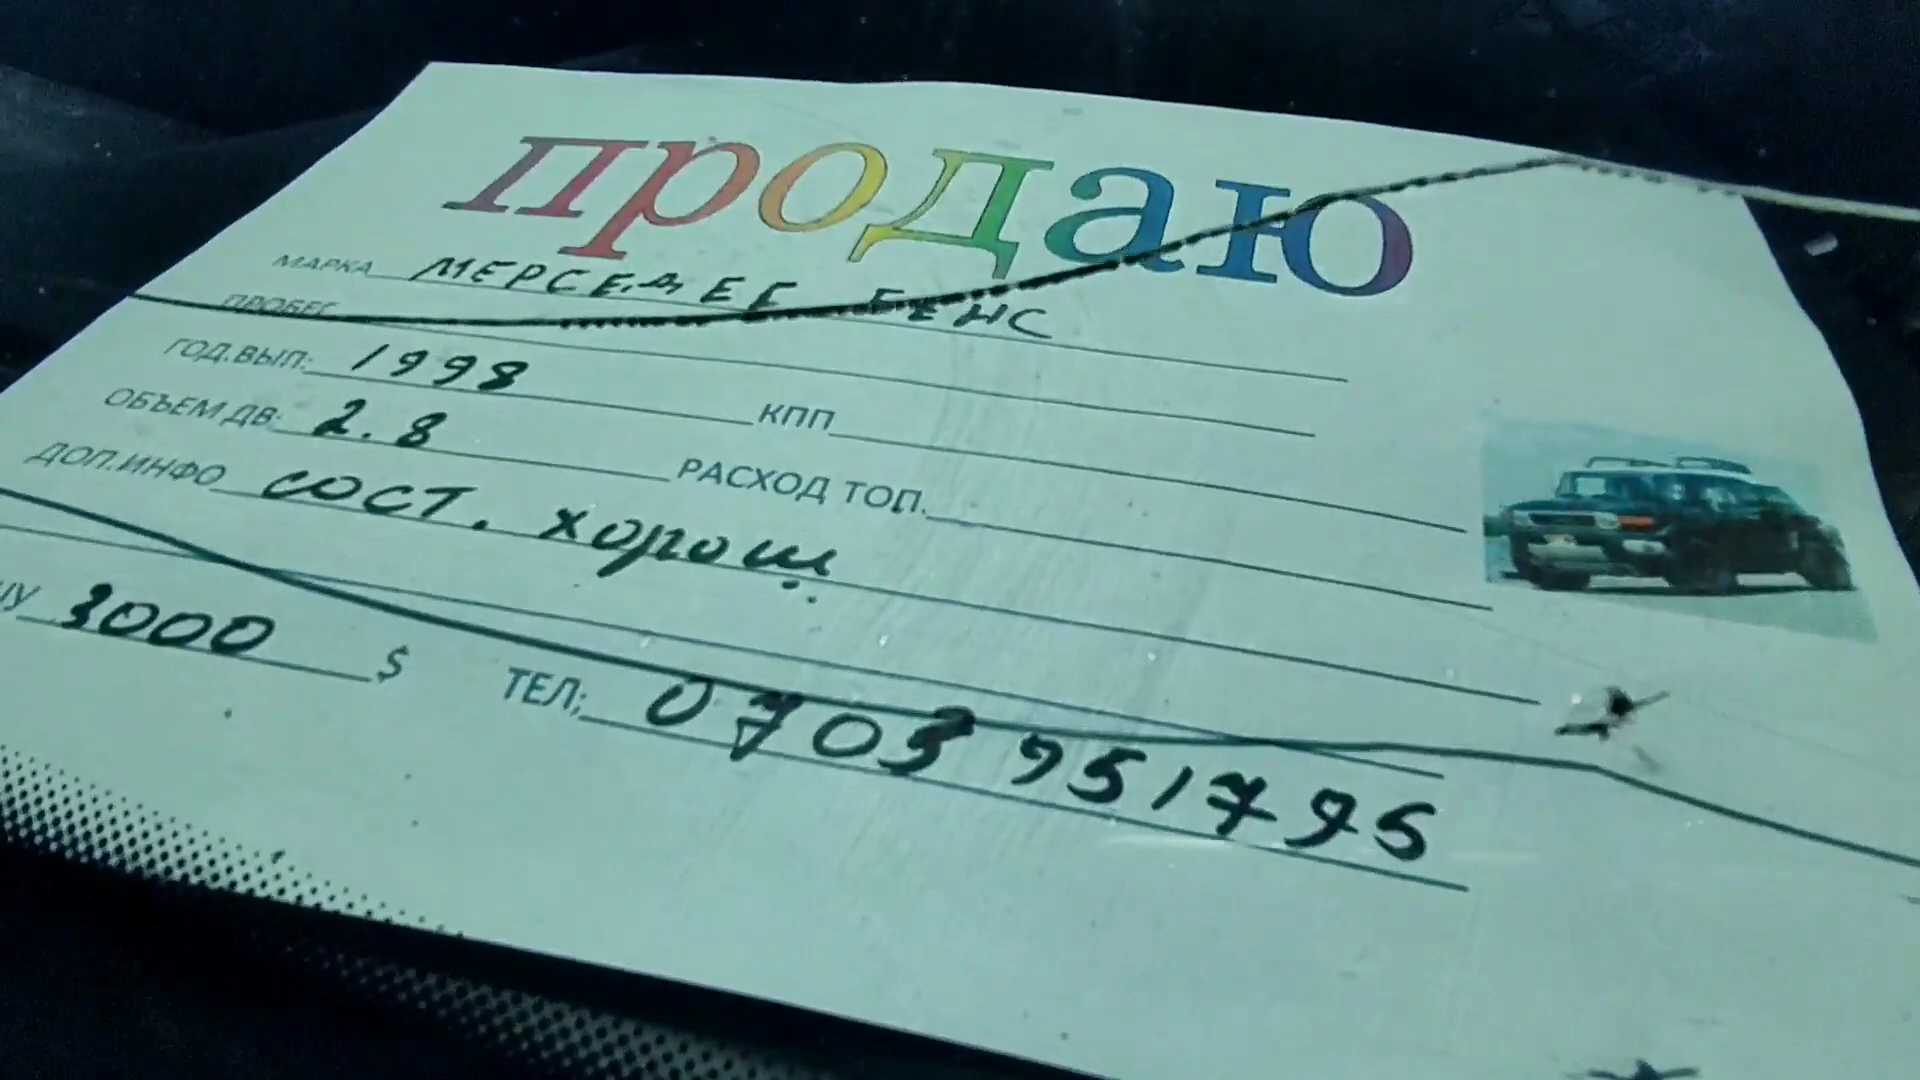 продаю
МАРКА МЕРСЕДЕС БЕНС
ПРОБЕГ
ГОД.ВЫП: 1998 КПП
ОБЪЕМ ДВ: 2.8 РАСХОД ТОП.
ДОП.ИНФО сост. хорош.
3000 $ ТЕЛ; 0703 951795